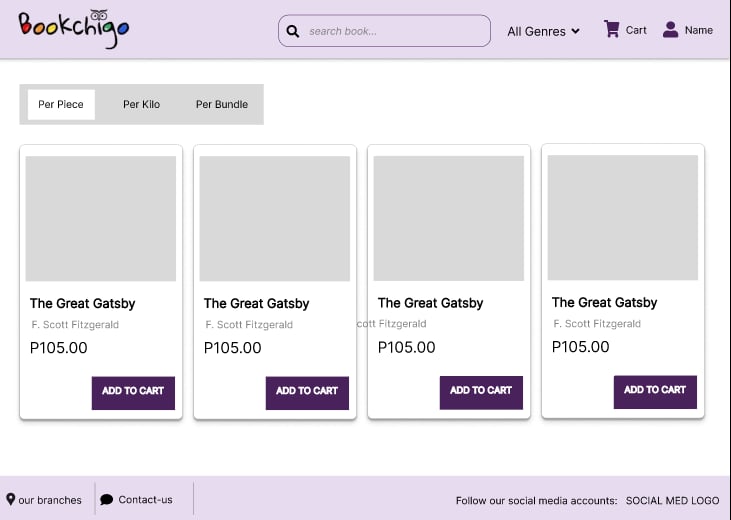 Bookchigo
search book...
All Genres
Cart
Name
Per Piece
Per Kilo
Per Bundle
The Great Gatsby
F. Scott Fitzgerald
P105.00
ADD TO CART
The Great Gatsby
F. Scott Fitzgerald
P105.00
ADD TO CART
The Great Gatsby
cott Fitzgerald
P105.00
ADD TO CART
The Great Gatsby
F. Scott Fitzgerald
P105.00
ADD TO CART
our branches
Contact-us
Follow our social media accounts: SOCIAL MED LOGO